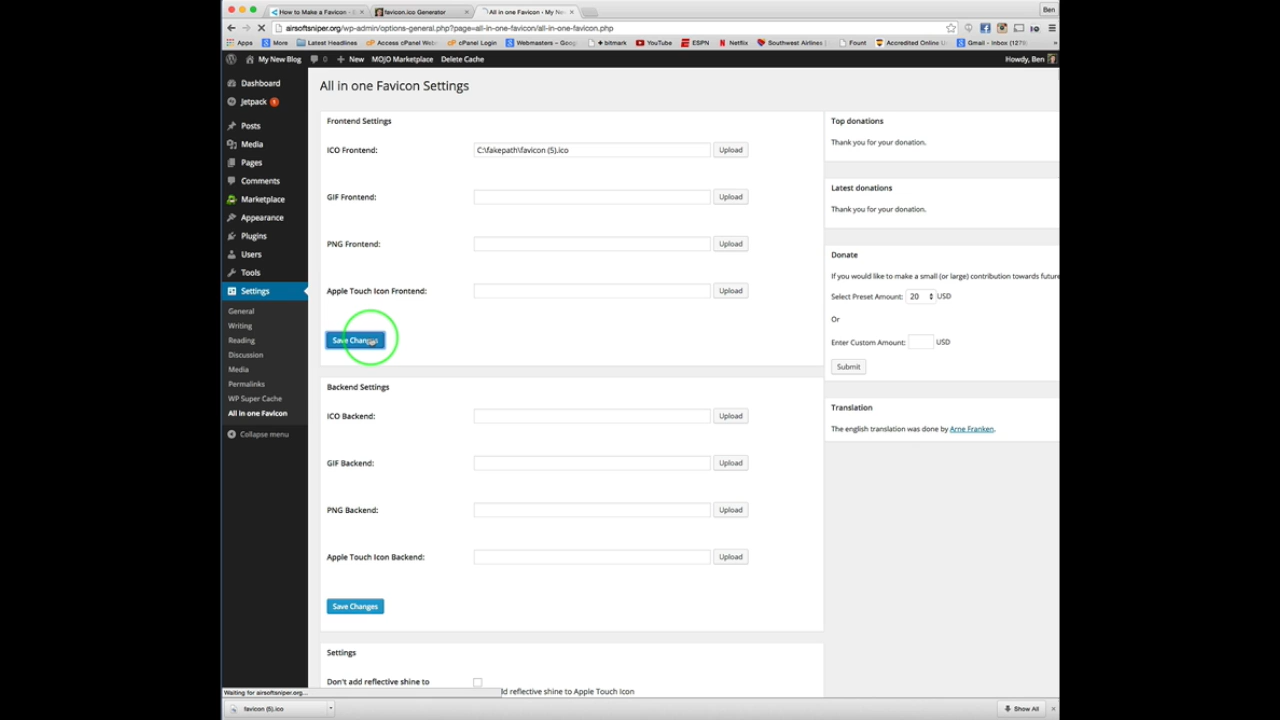 How to Make a Favicon -
favicon.ico Generator
All in one Favicon ‹ My Ne
Ben
airsoftsniper.org/wp-admin/options-general.php?page=all-in-one-favicon/all-in-one-favicon.php
Apps More Latest Headlines Access cPanel Web Cpanel Login Webmasters – Goog + bitmark YouTube ESPN Netflix Southwest Airlines | Fount Accredited Online U Gmail - Inbox (127
My New Blog 0 + New MOJO Marketplace Delete Cache Howdy, Ben
Dashboard
Jetpack 1
Posts
Media
Pages
Comments
Marketplace
Appearance
Plugins
Users
Tools
Settings
General
Writing
Reading
Discussion
Media
Permalinks
WP Super Cache
All In one Favicon
Collapse menu
All in one Favicon Settings
Frontend Settings
ICO Frontend: C:\fakepath\favicon (5).ico Upload
GIF Frontend: Upload
PNG Frontend: Upload
Apple Touch Icon Frontend: Upload
Save Changes
Backend Settings
ICO Backend: Upload
GIF Backend: Upload
PNG Backend: Upload
Apple Touch Icon Backend: Upload
Save Changes
Settings
Don't add reflective shine to
dd reflective shine to Apple Touch Icon
Top donations
Thank you for your donation.
Latest donations
Thank you for your donation.
Donate
If you would like to make a small (or large) contribution towards future
Select Preset Amount: 20 USD
Or
Enter Custom Amount: USD
Submit
Translation
The english translation was done by Arne Franken.
Waiting for airsoftsniper.org...
favicon (5).ico
Show All